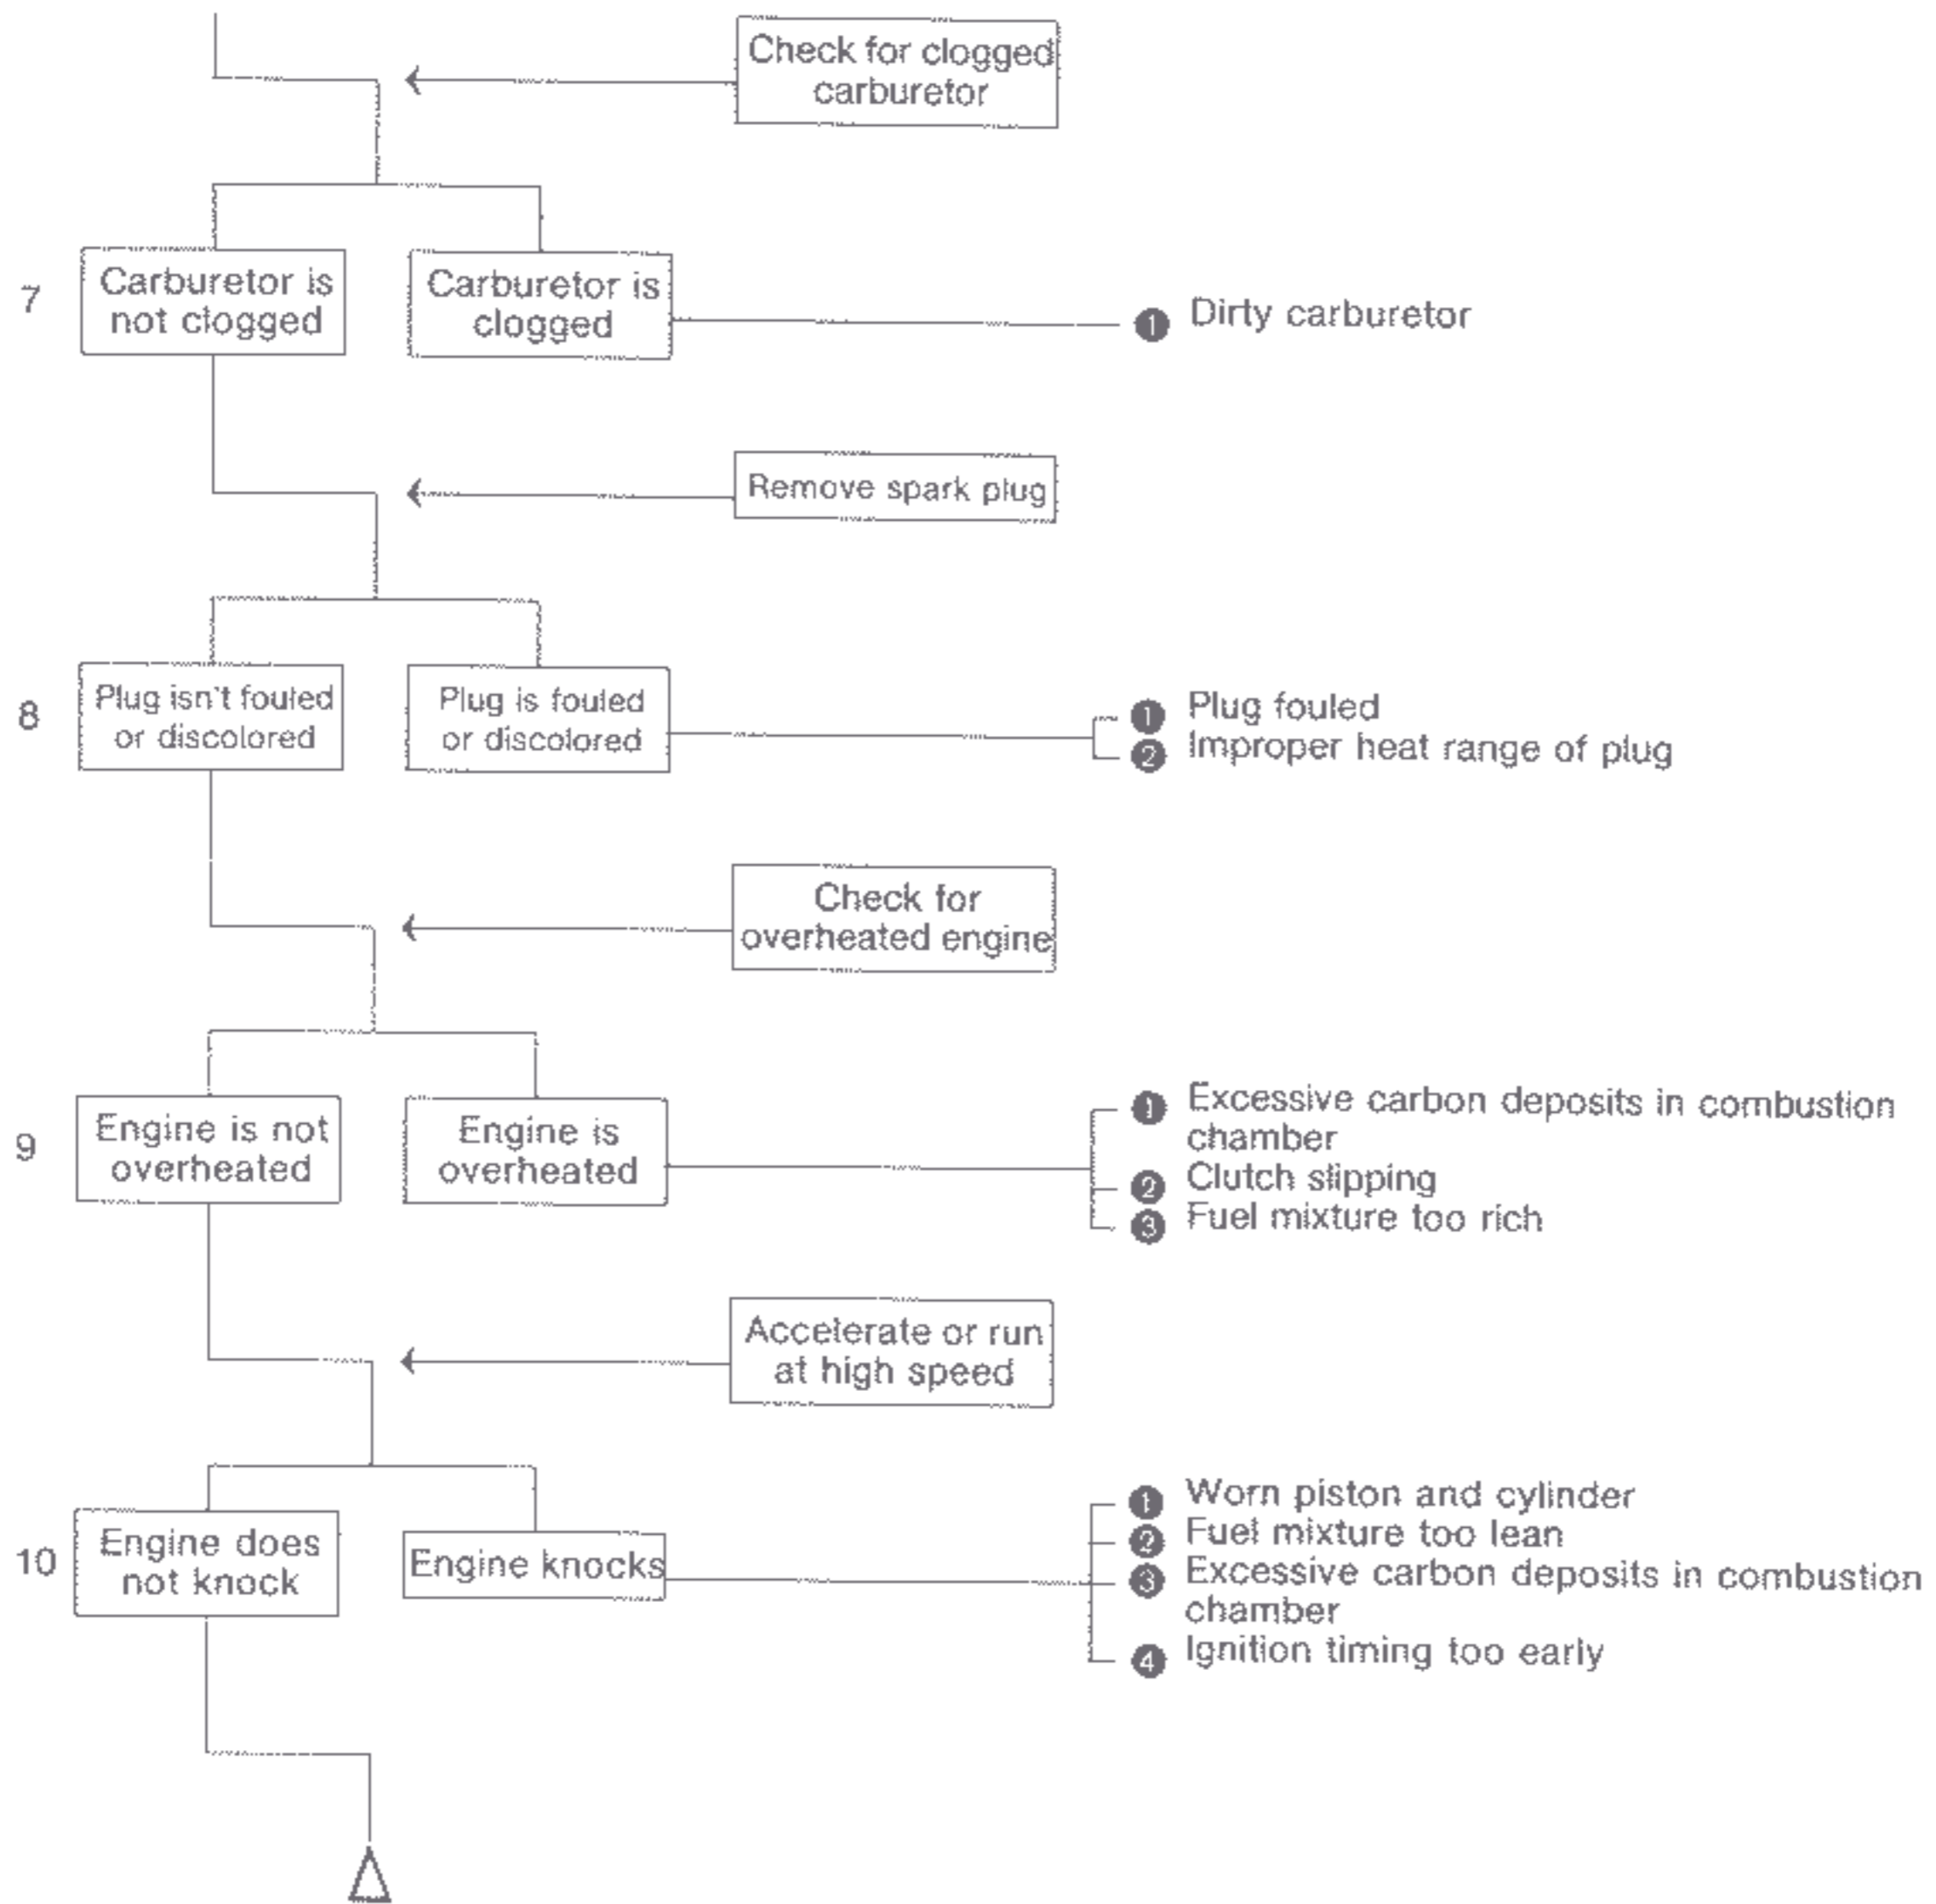 Check for clogged
carburetor
7
Carburetor is
not clogged
Carburetor is
clogged
1 Dirty carburetor
Remove spark plug
8
Plug isn't fouled
or discolored
Plug is fouled
or discolored
1 Plug fouled
2 Improper heat range of plug
Check for
overheated engine
9
Engine is not
overheated
Engine is
overheated
1 Excessive carbon deposits in combustion
chamber
2 Clutch slipping
3 Fuel mixture too rich
Accelerate or run
at high speed
10
Engine does
not knock
Engine knocks
1 Worn piston and cylinder
2 Fuel mixture too lean
3 Excessive carbon deposits in combustion
chamber
4 Ignition timing too early